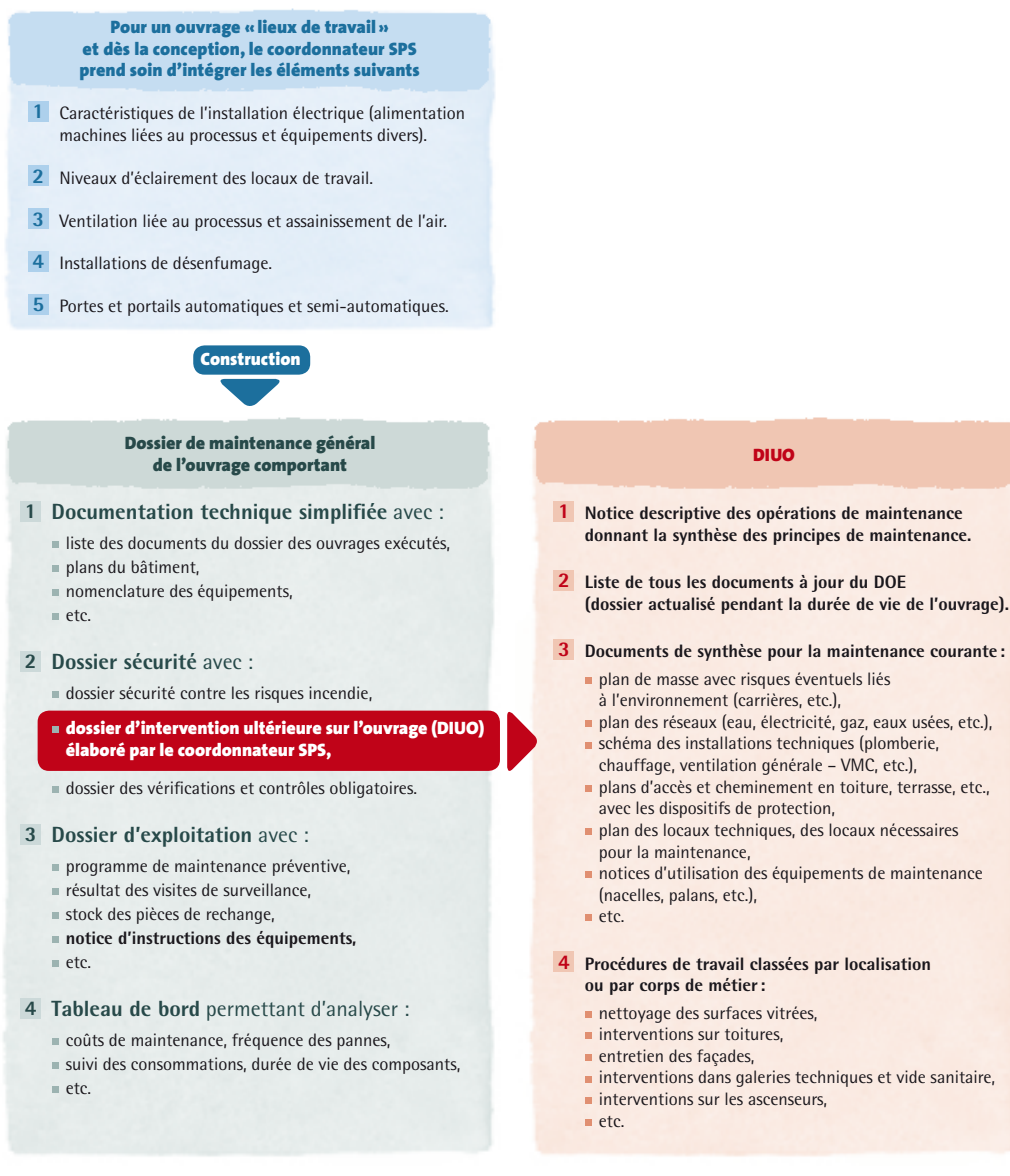 Pour un ouvrage « lieux de travail »
et dès la conception, le coordonnateur SPS
prend soin d'intégrer les éléments suivants
1 Caractéristiques de l'installation électrique (alimentation
machines liées au processus et équipements divers).
2 Niveaux d'éclairement des locaux de travail.
3 Ventilation liée au processus et assainissement de l'air.
4 Installations de désenfumage.
5 Portes et portails automatiques et semi-automatiques.
Construction
Dossier de maintenance général
de l'ouvrage comportant
1 Documentation technique simplifiée avec :
▪ liste des documents du dossier des ouvrages exécutés,
▪ plans du bâtiment,
▪ nomenclature des équipements,
▪ etc.
2 Dossier sécurité avec :
▪ dossier sécurité contre les risques incendie,
▪ dossier d'intervention ultérieure sur l'ouvrage (DIUO)
élaboré par le coordonnateur SPS,
▪ dossier des vérifications et contrôles obligatoires.
3 Dossier d'exploitation avec :
▪ programme de maintenance préventive,
▪ résultat des visites de surveillance,
▪ stock des pièces de rechange,
▪ notice d'instructions des équipements,
▪ etc.
4 Tableau de bord permettant d'analyser :
▪ coûts de maintenance, fréquence des pannes,
▪ suivi des consommations, durée de vie des composants,
▪ etc.
DIUO
1 Notice descriptive des opérations de maintenance
donnant la synthèse des principes de maintenance.
2 Liste de tous les documents à jour du DOE
(dossier actualisé pendant la durée de vie de l'ouvrage).
3 Documents de synthèse pour la maintenance courante :
▪ plan de masse avec risques éventuels liés
à l'environnement (carrières, etc.),
▪ plan des réseaux (eau, électricité, gaz, eaux usées, etc.),
▪ schéma des installations techniques (plomberie,
chauffage, ventilation générale – VMC, etc.),
▪ plans d'accès et cheminement en toiture, terrasse, etc.,
avec les dispositifs de protection,
▪ plan des locaux techniques, des locaux nécessaires
pour la maintenance,
▪ notices d'utilisation des équipements de maintenance
(nacelles, palans, etc.),
▪ etc.
4 Procédures de travail classées par localisation
ou par corps de métier :
▪ nettoyage des surfaces vitrées,
▪ interventions sur toitures,
▪ entretien des façades,
▪ interventions dans galeries techniques et vide sanitaire,
▪ interventions sur les ascenseurs,
▪ etc.